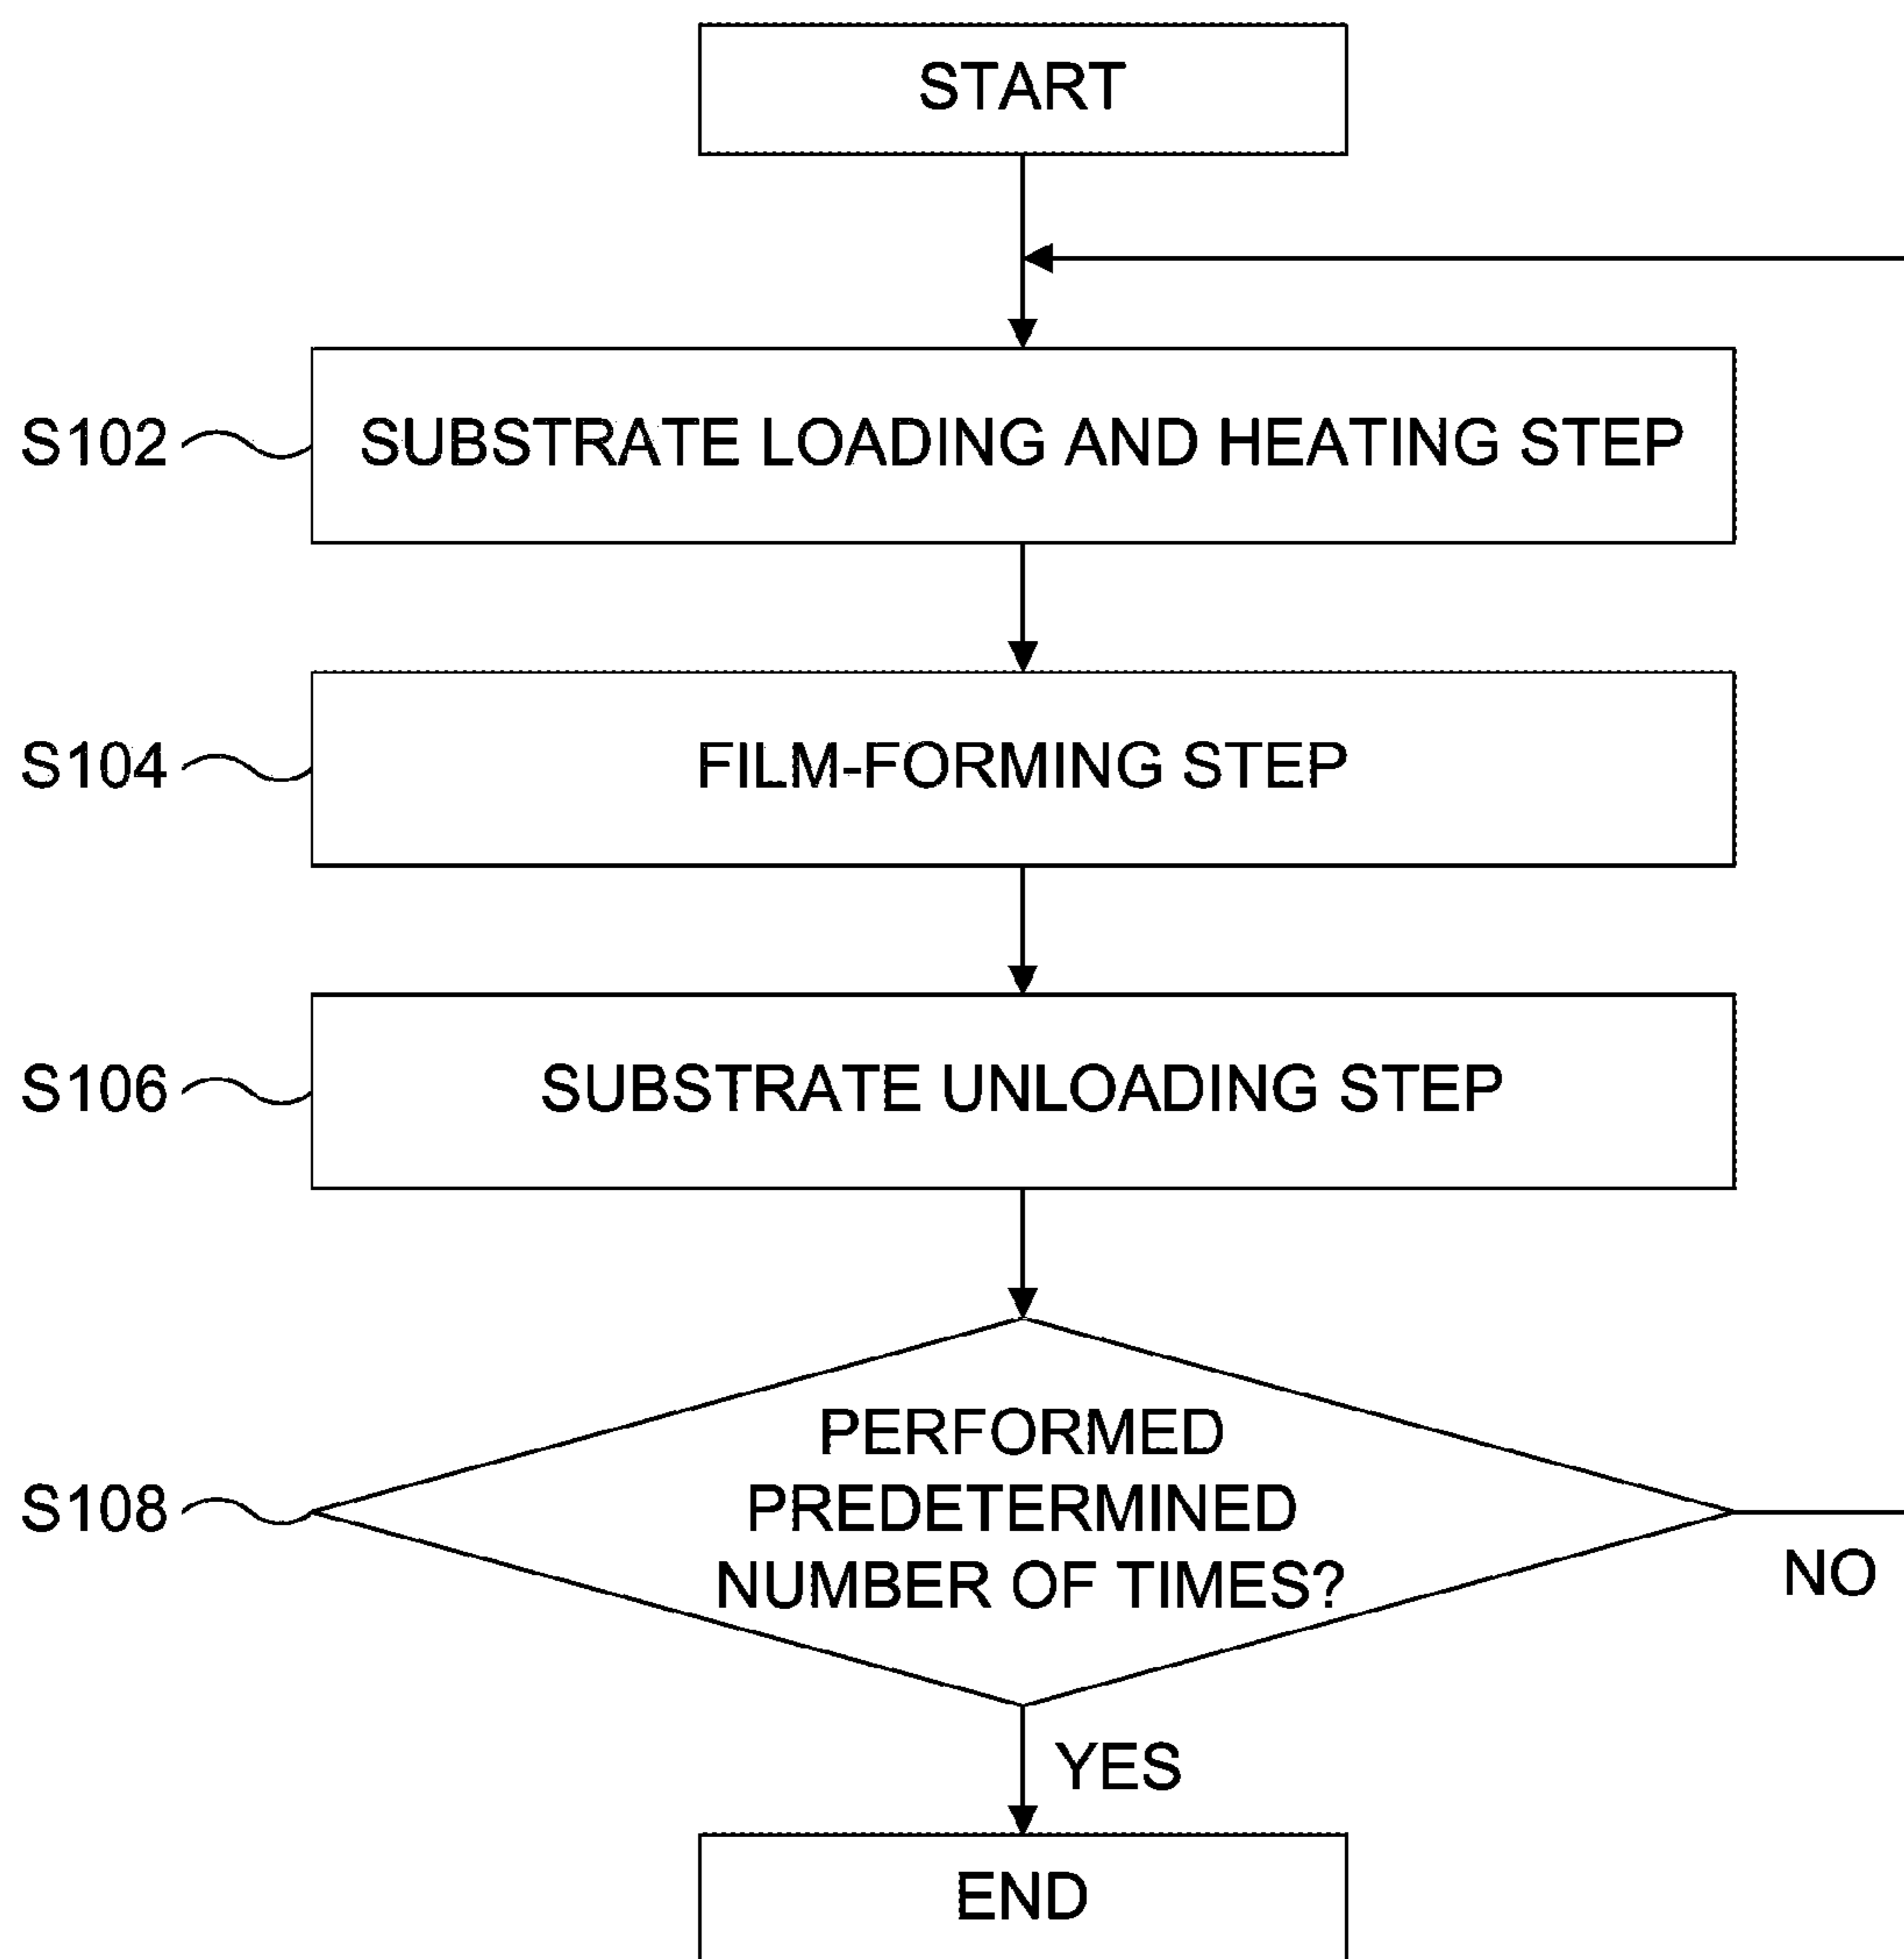 START
S102
SUBSTRATE LOADING AND HEATING STEP
S104
FILM-FORMING STEP
S106
SUBSTRATE UNLOADING STEP
S108
PERFORMED
PREDETERMINED
NUMBER OF TIMES?
NO
YES
END